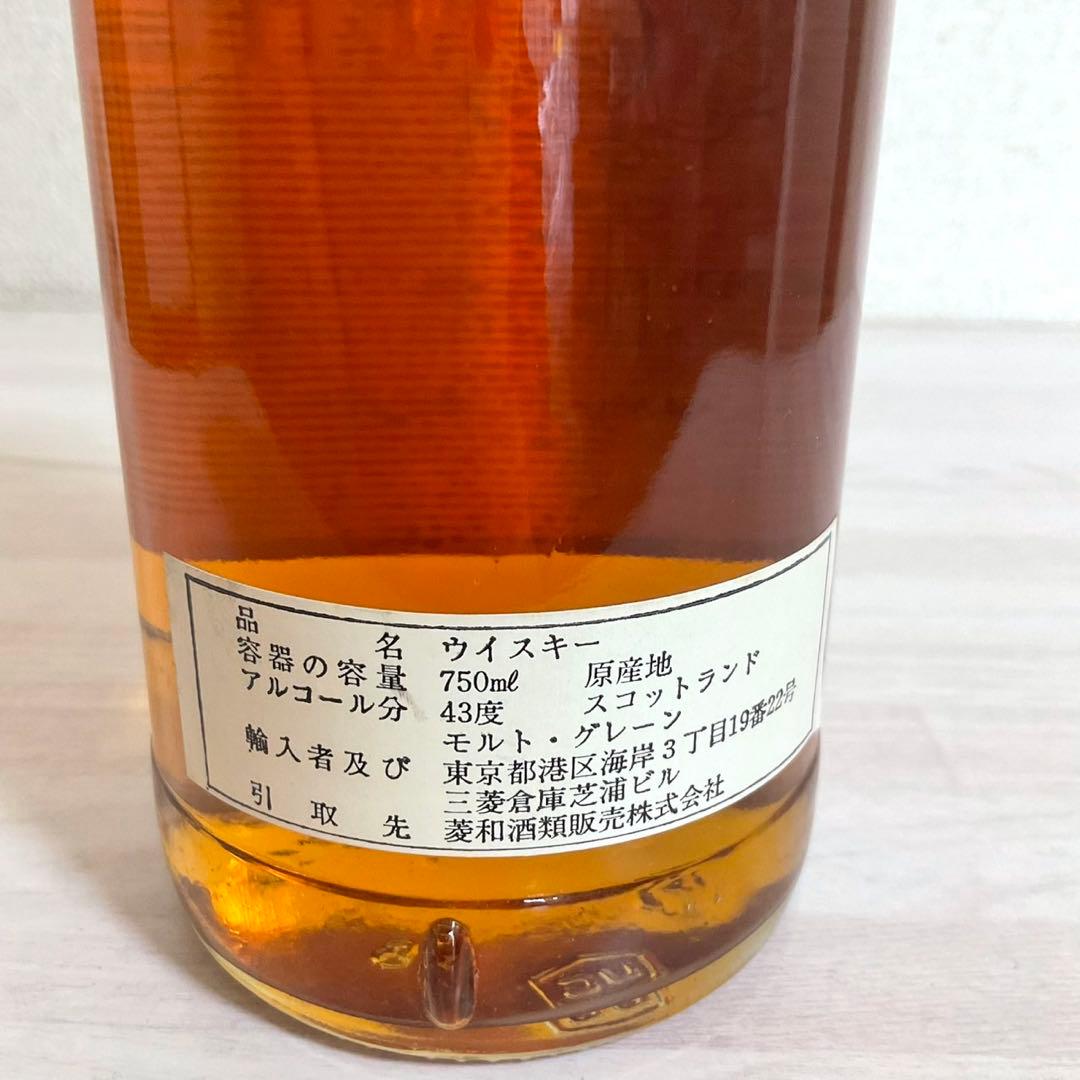 品名 ウイスキー
容器の容量 750㎖ 原産地
アルコール分 43度 スコットランド
モルト・グレーン
輸入者及び 東京都港区海岸3丁目19番22号
三菱倉庫芝浦ビル
引取先 菱和酒類販売株式会社